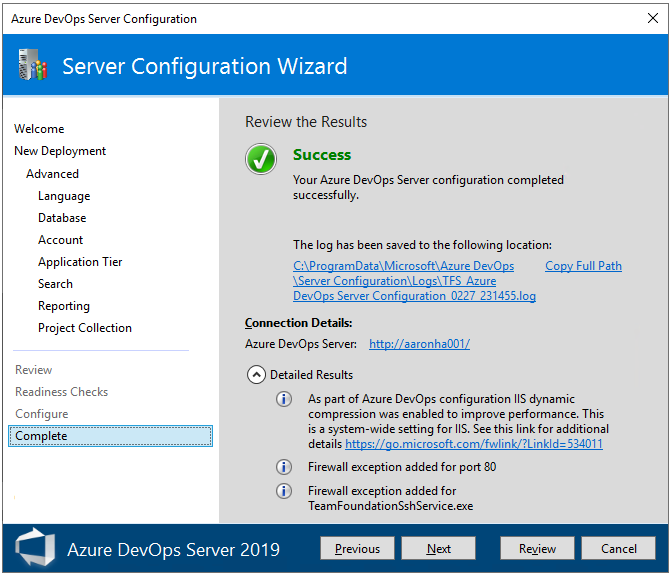 Azure DevOps Server Configuration
Server Configuration Wizard
Welcome
New Deployment
Advanced
Language
Database
Account
Application Tier
Search
Reporting
Project Collection
Review
Readiness Checks
Configure
Complete
Review the Results
Success
Your Azure DevOps Server configuration completed
successfully.
The log has been saved to the following location:
C:\ProgramData\Microsoft\Azure DevOps
\Server Configuration\Logs\TFS_Azure
DevOps Server Configuration_0227_231455.log
Copy Full Path
Connection Details:
Azure DevOps Server: http://aaronha001/
Detailed Results
As part of Azure DevOps configuration IIS dynamic
compression was enabled to improve performance. This
is a system-wide setting for IIS. See this link for additional
details https://go.microsoft.com/fwlink/?LinkId=534011
Firewall exception added for port 80
Firewall exception added for
TeamFoundationSshService.exe
Azure DevOps Server 2019
Previous
Next
Review
Cancel